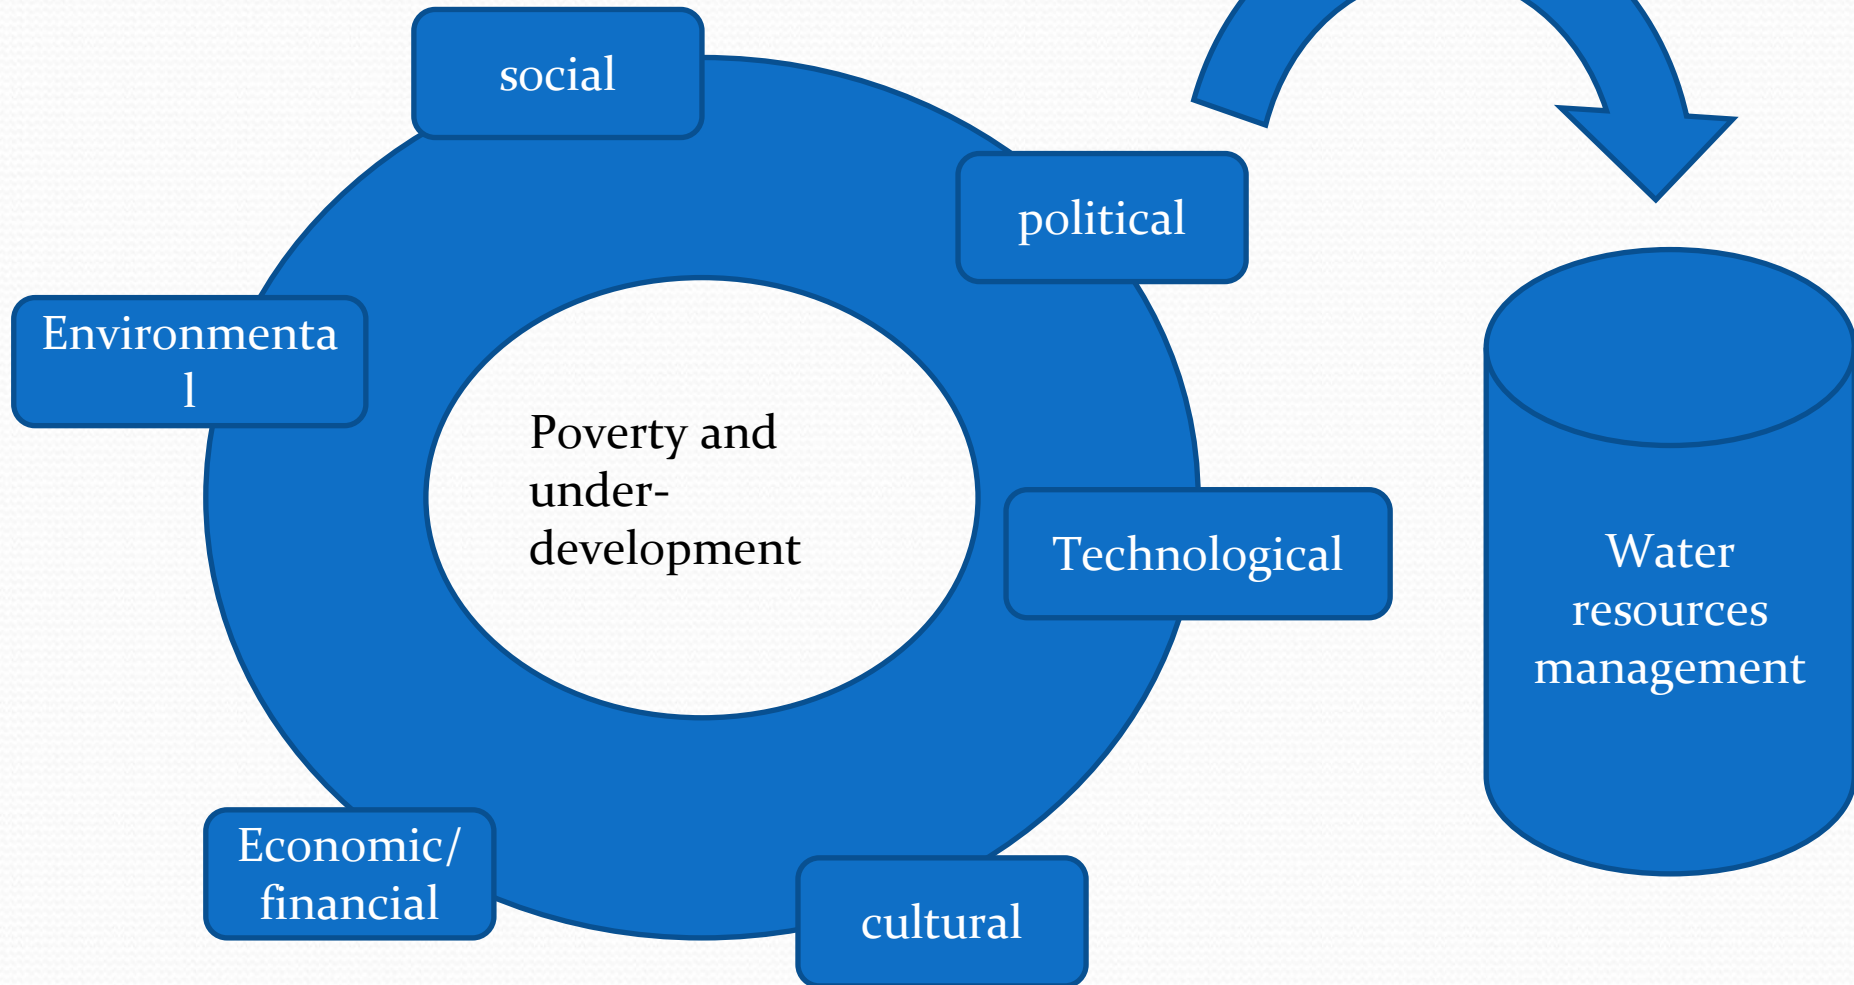 social
political
Environmenta
l
Poverty and
under-
development
Technological
Water
resources
management
Economic/
financial
cultural